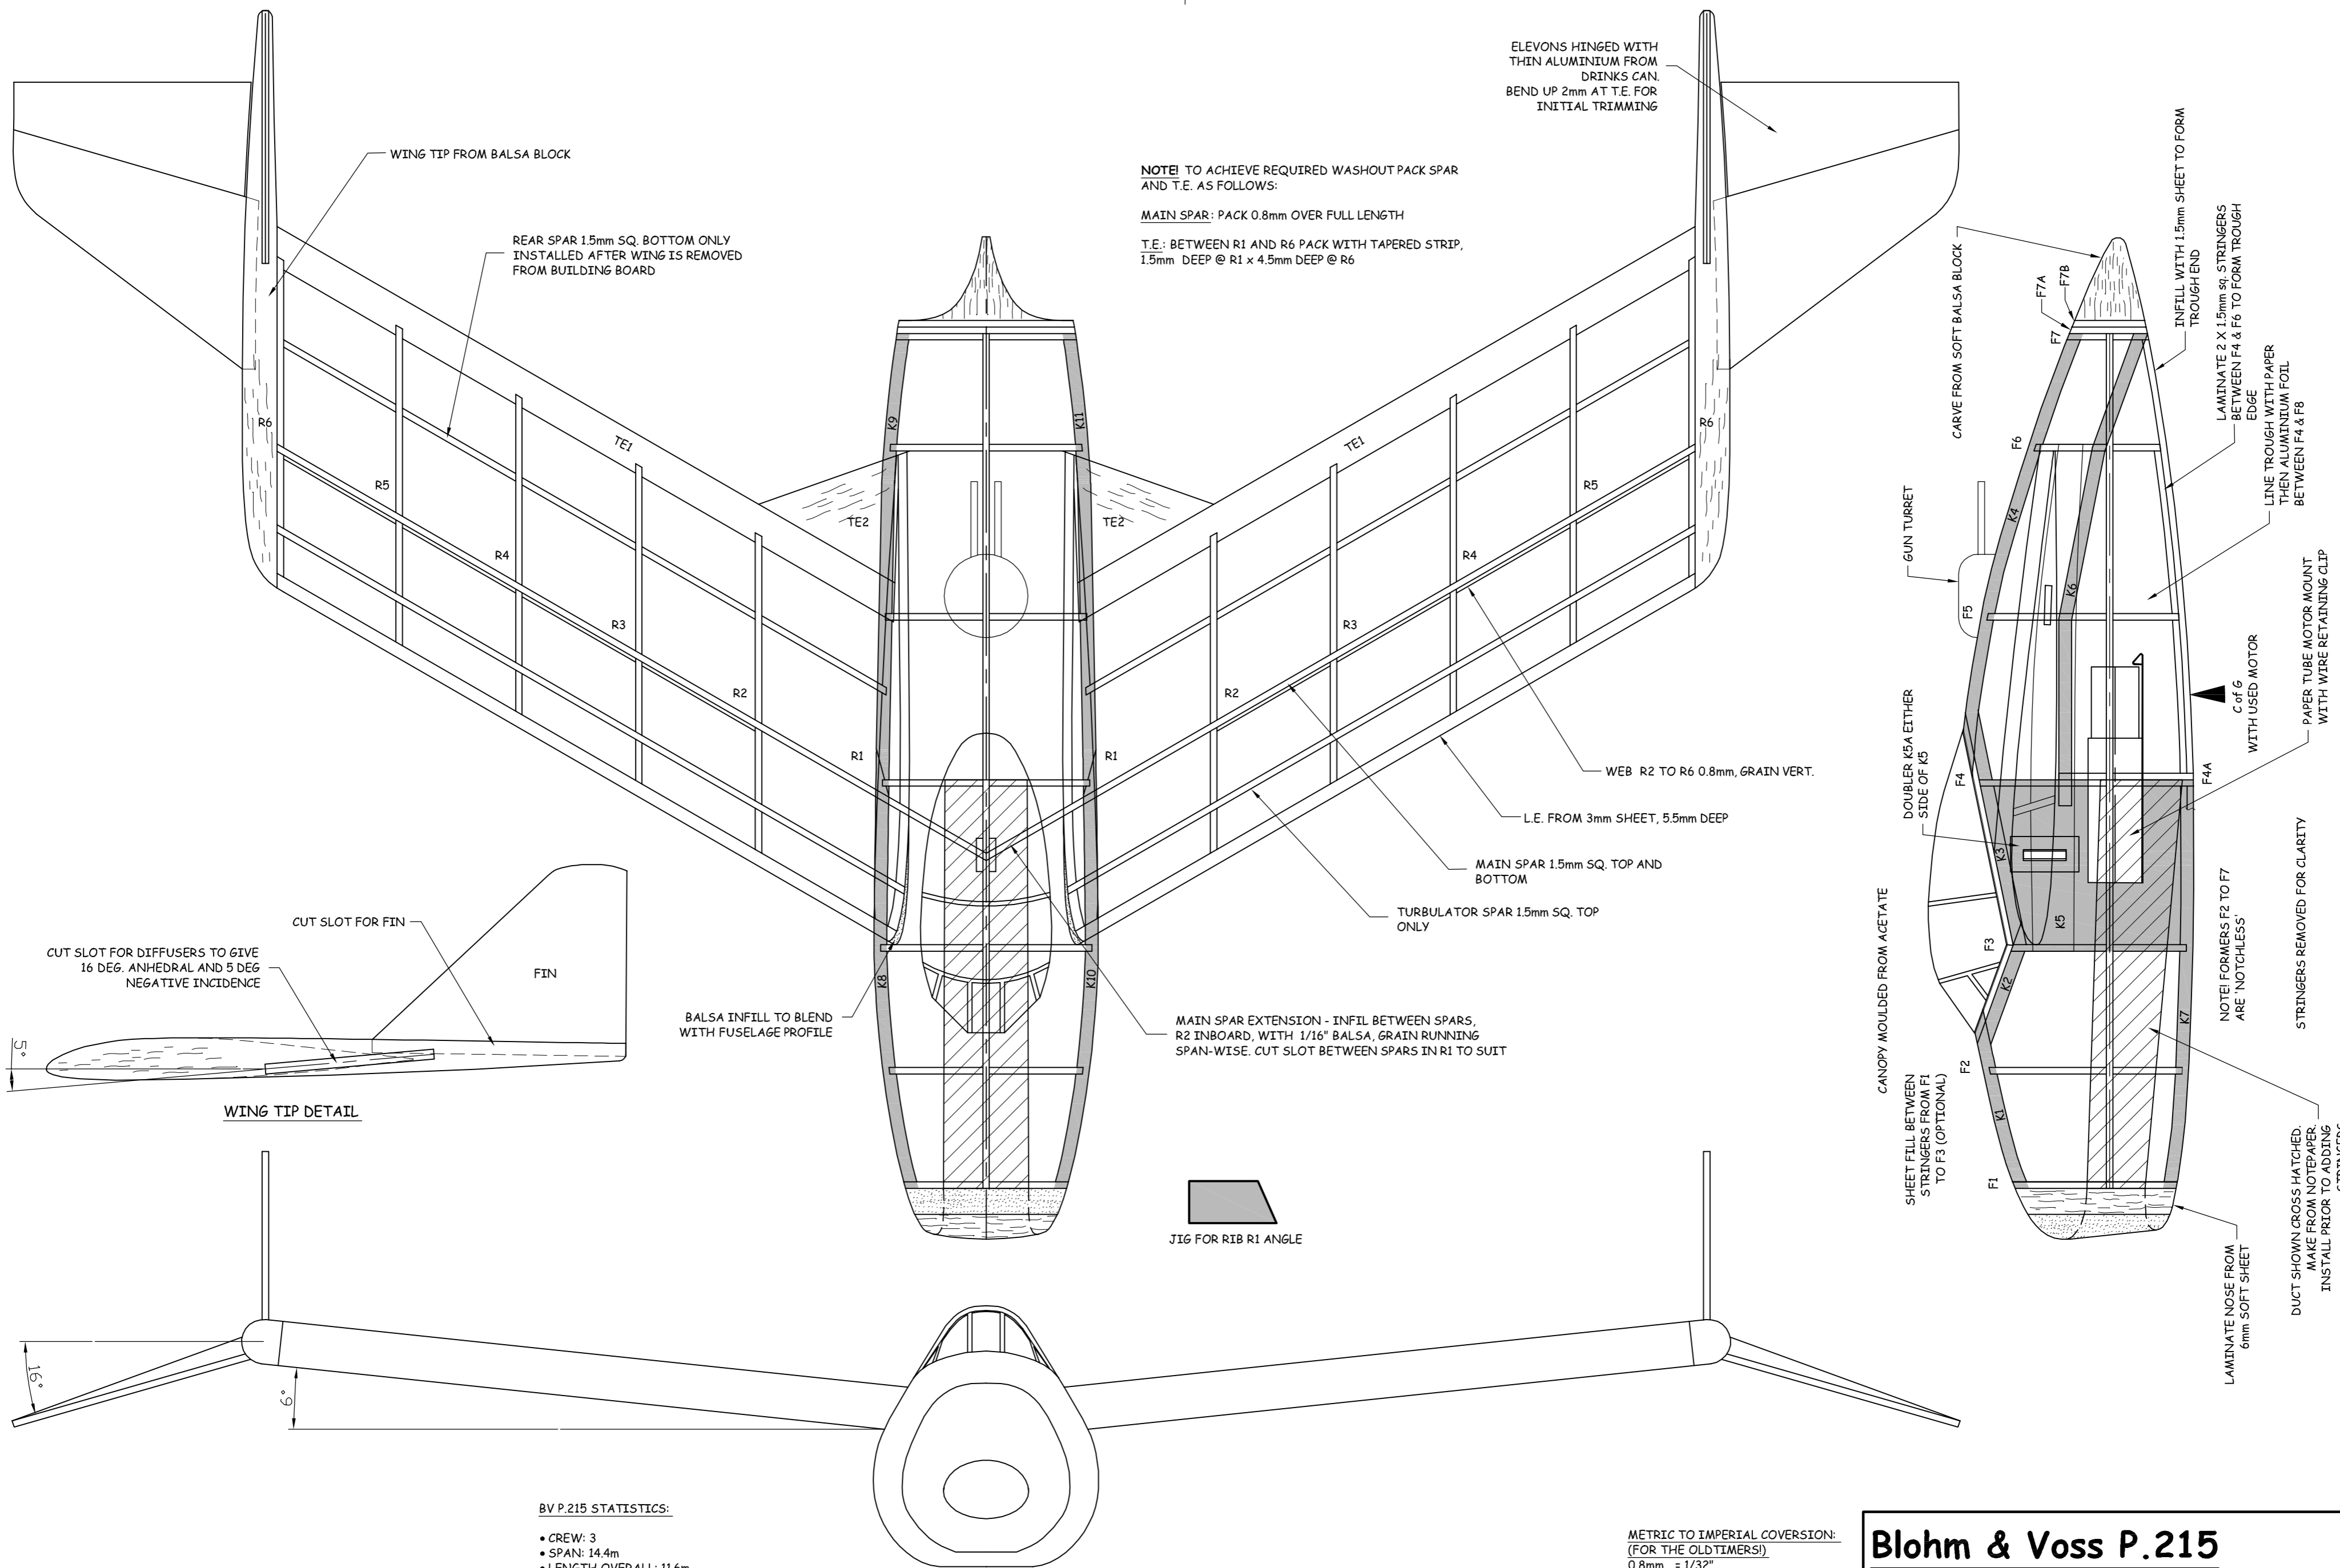 ELEVONS HINGED WITH
THIN ALUMINIUM FROM
DRINKS CAN.
BEND UP 2mm AT T.E. FOR
INITIAL TRIMMING
WING TIP FROM BALSA BLOCK
NOTE! TO ACHIEVE REQUIRED WASHOUT PACK SPAR
AND T.E. AS FOLLOWS:
MAIN SPAR: PACK 0.8mm OVER FULL LENGTH
T.E.: BETWEEN R1 AND R6 PACK WITH TAPERED STRIP,
1.5mm DEEP @ R1 x 4.5mm DEEP @ R6
REAR SPAR 1.5mm SQ. BOTTOM ONLY
INSTALLED AFTER WING IS REMOVED
FROM BUILDING BOARD
R6
R5
R4
R3
R2
R1
TE1
TE2
K9
K11
TE2
TE1
R6
R5
R4
R3
R2
R1
K8
K10
WEB R2 TO R6 0.8mm, GRAIN VERT.
L.E. FROM 3mm SHEET, 5.5mm DEEP
MAIN SPAR 1.5mm SQ. TOP AND
BOTTOM
TURBULATOR SPAR 1.5mm SQ. TOP
ONLY
MAIN SPAR EXTENSION - INFIL BETWEEN SPARS,
R2 INBOARD, WITH 1/16" BALSA, GRAIN RUNNING
SPAN-WISE. CUT SLOT BETWEEN SPARS IN R1 TO SUIT
BALSA INFILL TO BLEND
WITH FUSELAGE PROFILE
CUT SLOT FOR FIN
CUT SLOT FOR DIFFUSERS TO GIVE
16 DEG. ANHEDRAL AND 5 DEG
NEGATIVE INCIDENCE
FIN
5°
WING TIP DETAIL
JIG FOR RIB R1 ANGLE
CARVE FROM SOFT BALSA BLOCK
F7A
F7B
F7
INFILL WITH 1.5mm SHEET TO FORM
TROUGH END
LAMINATE 2 X 1.5mm sq. STRINGERS
BETWEEN F4 & F6 TO FORM TROUGH
EDGE
LINE TROUGH WITH PAPER
THEN ALUMINIUM FOIL
BETWEEN F4 & F8
F6
K4
GUN TURRET
F5
K6
PAPER TUBE MOTOR MOUNT
WITH WIRE RETAINING CLIP
C of G
WITH USED MOTOR
DOUBLER K5A EITHER
SIDE OF K5
F4
F4A
K3
K5
F3
K2
CANOPY MOULDED FROM ACETATE
NOTE! FORMERS F2 TO F7
ARE 'NOTCHLESS'
STRINGERS REMOVED FOR CLARITY
K7
F2
K1
F1
SHEET FILL BETWEEN
STRINGERS FROM F1
TO F3 (OPTIONAL)
DUCT SHOWN CROSS HATCHED.
MAKE FROM NOTEPAPER.
INSTALL PRIOR TO ADDING
STRINGERS
LAMINATE NOSE FROM
6mm SOFT SHEET
16°
6°
BV P.215 STATISTICS:
• CREW: 3
• SPAN: 14.4m
• LENGTH OVERALL: 11.6m
METRIC TO IMPERIAL COVERSION:
(FOR THE OLDTIMERS!)
0.8mm = 1/32"
Blohm & Voss P.215